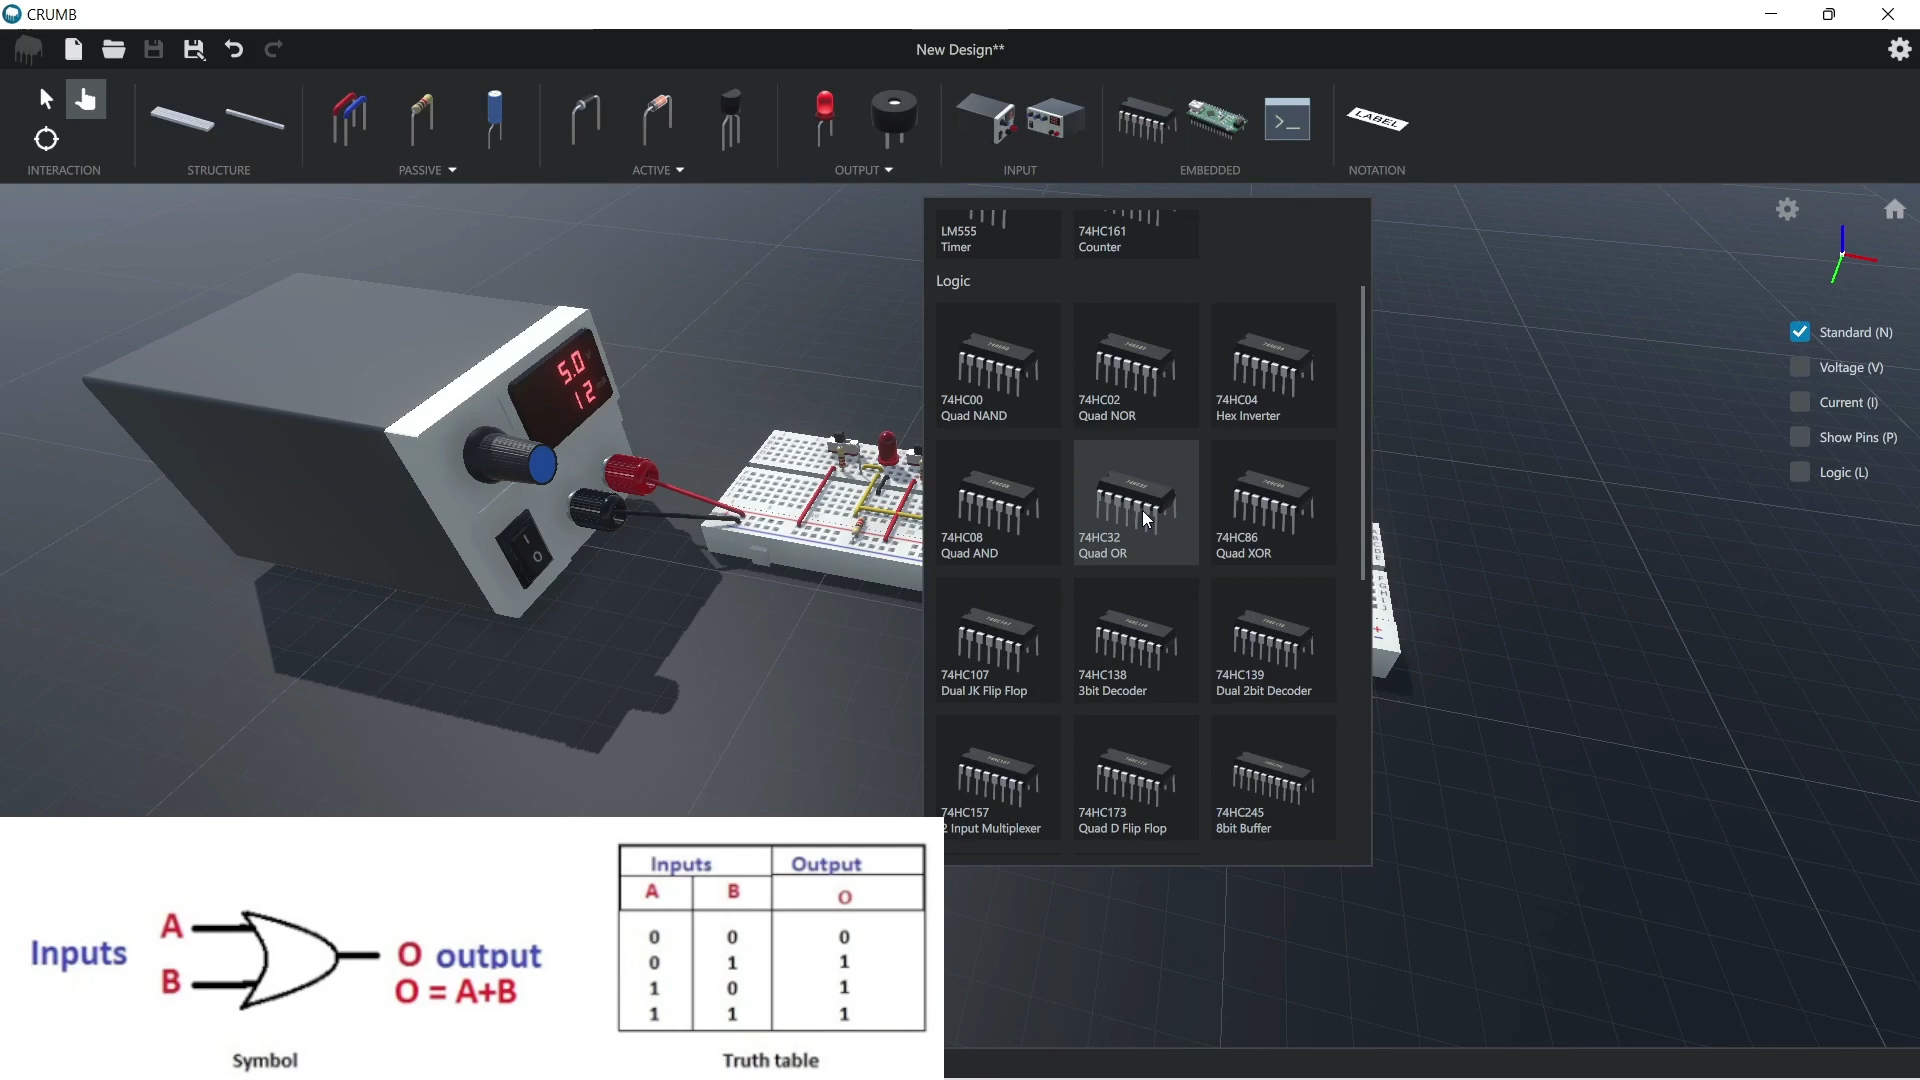 CRUMB
New Design**
LABEL
INTERACTION
STRUCTURE
PASSIVE
ACTIVE
OUTPUT
INPUT
EMBEDDED
NOTATION
LM555
Timer
74HC161
Counter
Logic
74HC00
Quad NAND
74HC02
Quad NOR
74HC04
Hex Inverter
74HC08
Quad AND
74HC32
Quad OR
74HC86
Quad XOR
74HC107
Dual JK Flip Flop
74HC138
3bit Decoder
74HC139
Dual 2bit Decoder
74HC157
2 Input Multiplexer
74HC173
Quad D Flip Flop
74HC245
8bit Buffer
Standard (N)
Voltage (V)
Current (I)
Show Pins (P)
Logic (L)
5.0
12
Inputs
A
B
O output
O = A+B
Symbol
Inputs Output
A B O
0 0 0
0 1 1
1 0 1
1 1 1
Truth table